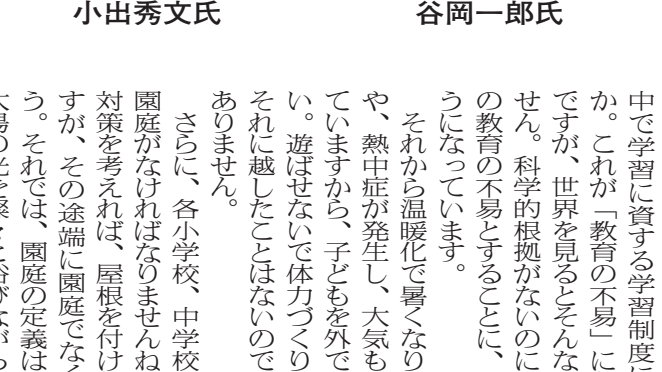 小出秀文氏
谷岡一郎氏
中で学習に資する学習制度に
か。これが「教育の不易」に
ですが、世界を見るとそんな
せん。科学的根拠がないのに
の教育の不易とすることに、
うになっています。
それから温暖化で暑くなり
や、熱中症が発生し、大気も
ていますから、子どもを外で
い。遊ばせないで体力づくり
それに越したことはないので
ありません。
さらに、各小学校、中学校
園庭がなければなりませんね
対策を考えれば、屋根を付け
すが、その途端に園庭でなく
う。それでは、園庭の定義は